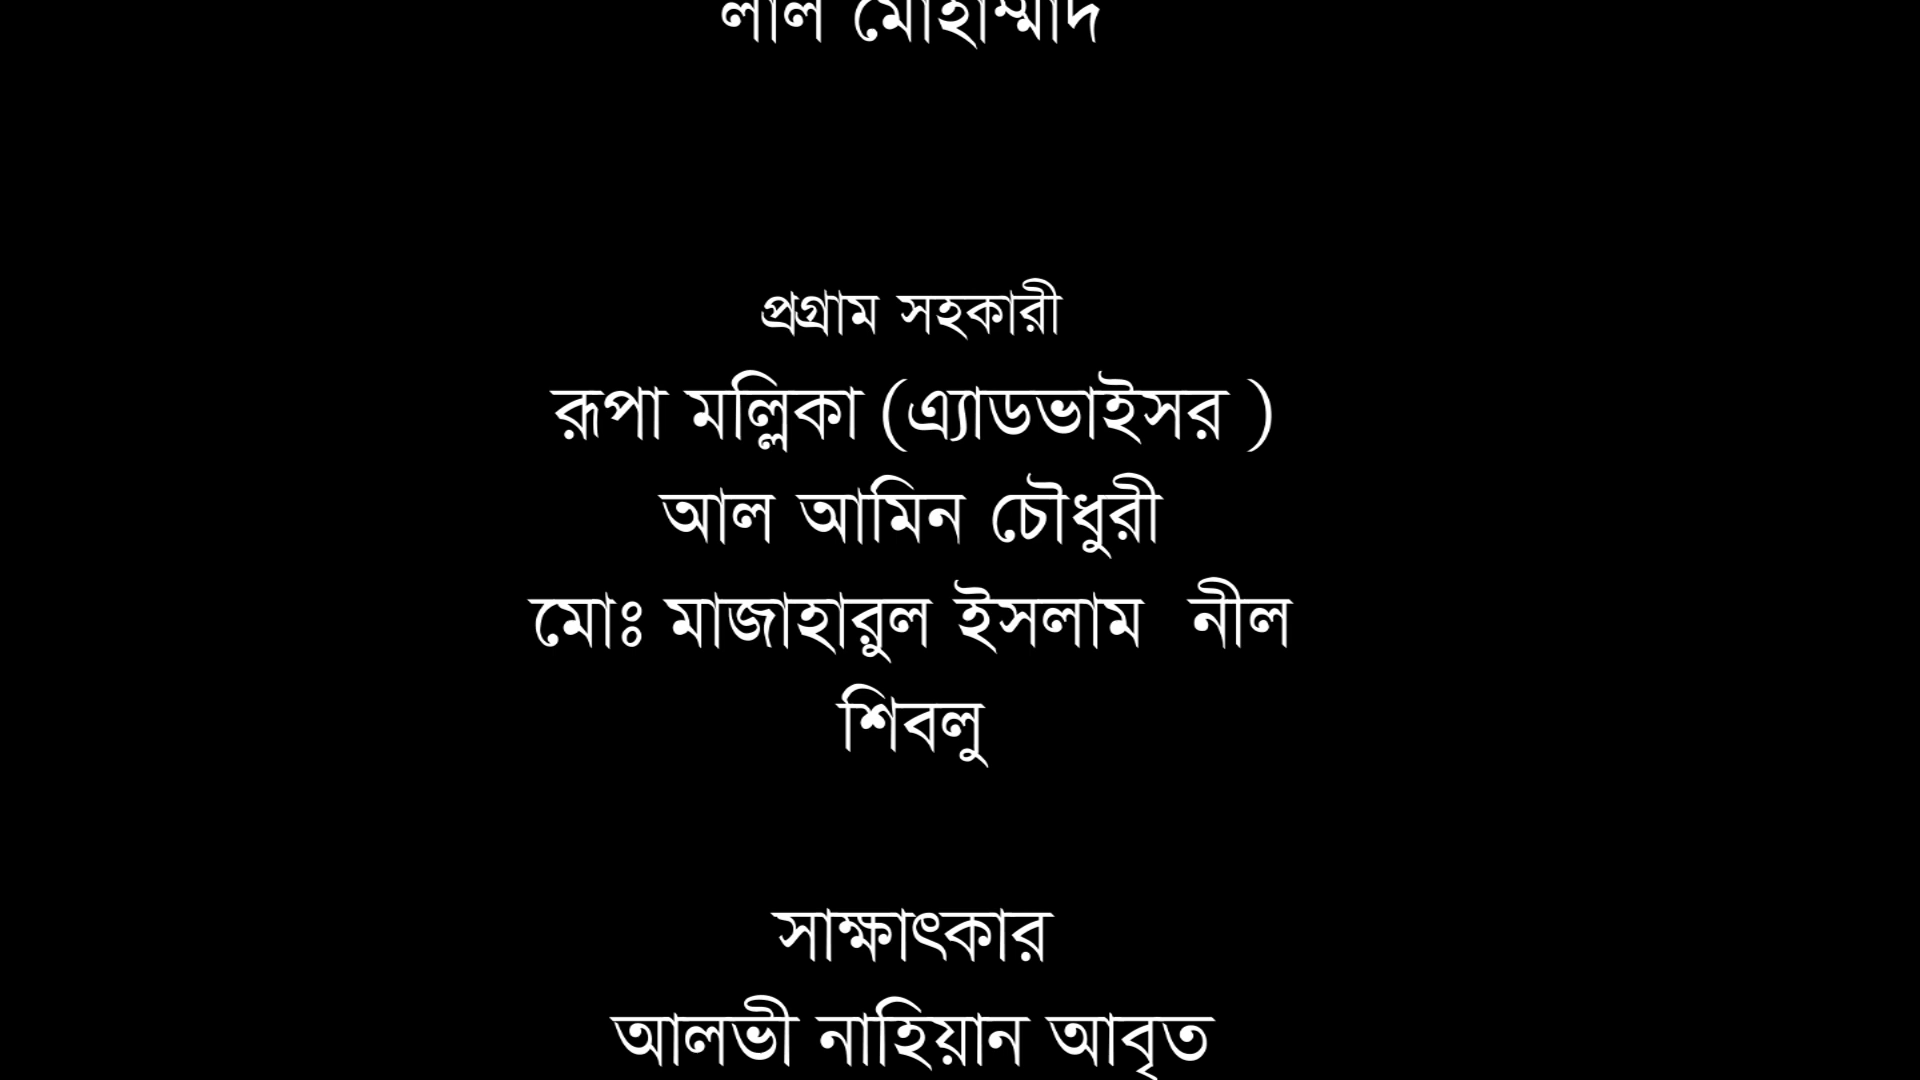 লাল মোহাম্মাদ
প্রগ্রাম সহকারী
রূপা মল্লিকা (এ্যাডভাইসর )
আল আমিন চৌধুরী
মোঃ মাজাহারুল ইসলাম নীল
শিবলু
সাক্ষাৎকার
আলভী নাহিয়ান আবৃত